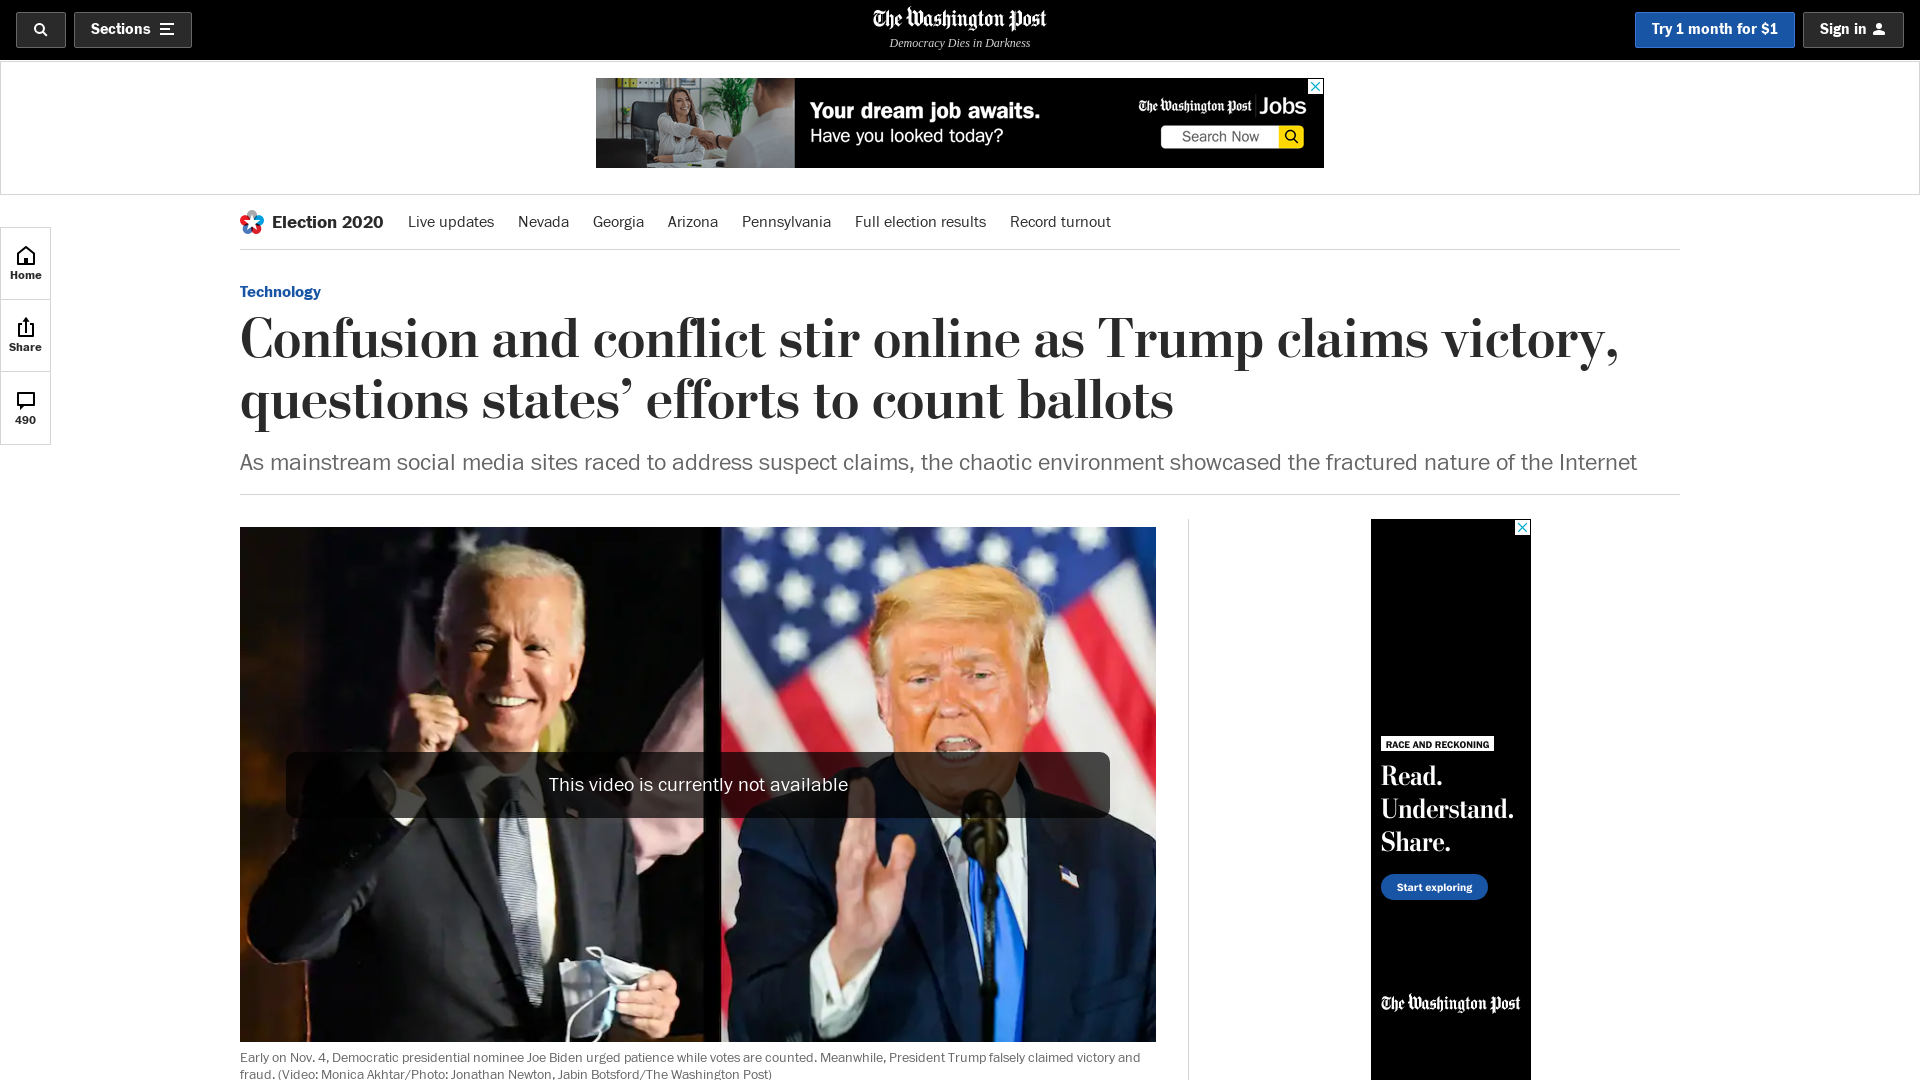 Sections
The Washington Post
Democracy Dies in Darkness
Try 1 month for $1
Sign in
Your dream job awaits.
Have you looked today?
The Washington Post Jobs
Search Now
Election 2020 Live updates Nevada Georgia Arizona Pennsylvania Full election results Record turnout
Home
Share
490
Technology
Confusion and conflict stir online as Trump claims victory,
questions states’ efforts to count ballots
As mainstream social media sites raced to address suspect claims, the chaotic environment showcased the fractured nature of the Internet
This video is currently not available
Early on Nov. 4, Democratic presidential nominee Joe Biden urged patience while votes are counted. Meanwhile, President Trump falsely claimed victory and
fraud. (Video: Monica Akhtar/Photo: Jonathan Newton, Jabin Botsford/The Washington Post)
RACE AND RECKONING
Read.
Understand.
Share.
Start exploring
The Washington Post